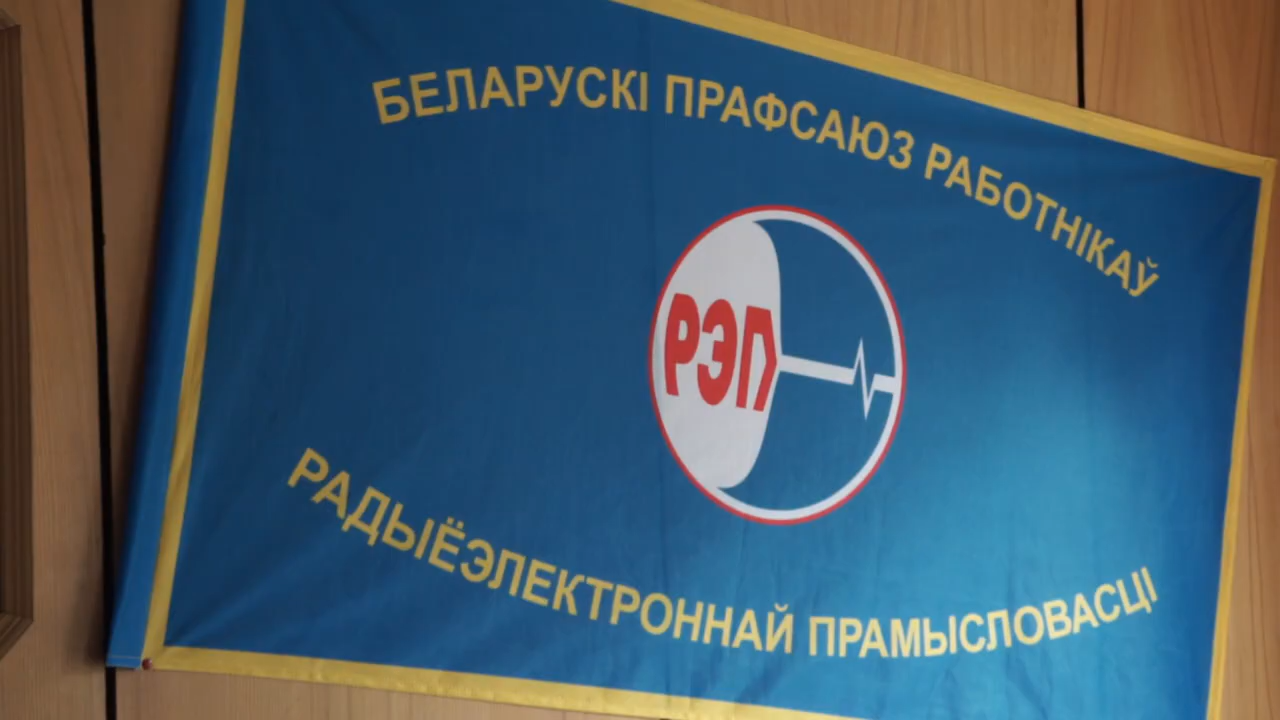 БЕЛАРУСКІ ПРАФСАЮЗ РАБОТНІКАЎ
РЭП
РАДЫЁЭЛЕКТРОННАЙ ПРАМЫСЛОВАСЦІ